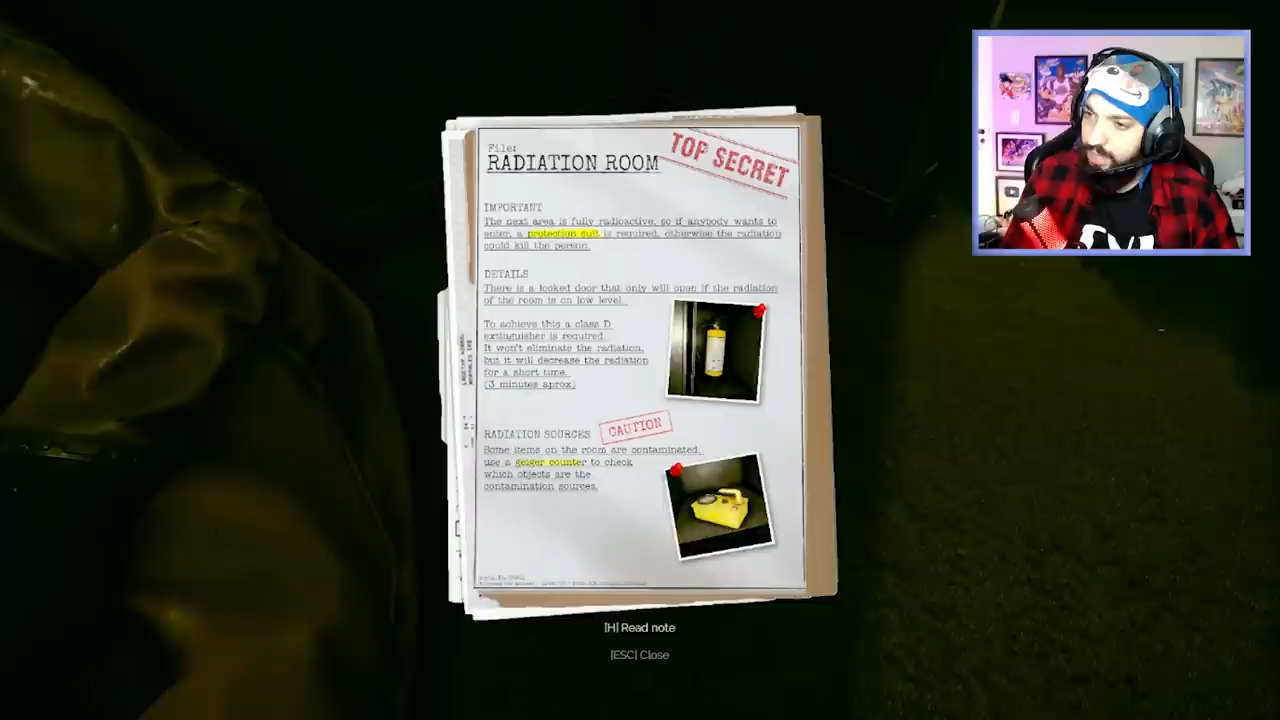 File:
RADIATION ROOM
TOP SECRET
IMPORTANT
The next area is fully radioactive, so if anybody wants to
enter, a protection suit is required, otherwise the radiation
could kill the person.
DETAILS
There is a locked door that only will open if the radiation
of the room is on low level.
To achieve this a class D
extinguisher is required.
It won't eliminate the radiation,
but it will decrease the radiation
for a short time.
(3 minutes aprox)
RADIATION SOURCES
CAUTION
Some items on the room are contaminated,
use a geiger counter to check
which objects are the
contamination sources.
[H] Read note
[ESC] Close